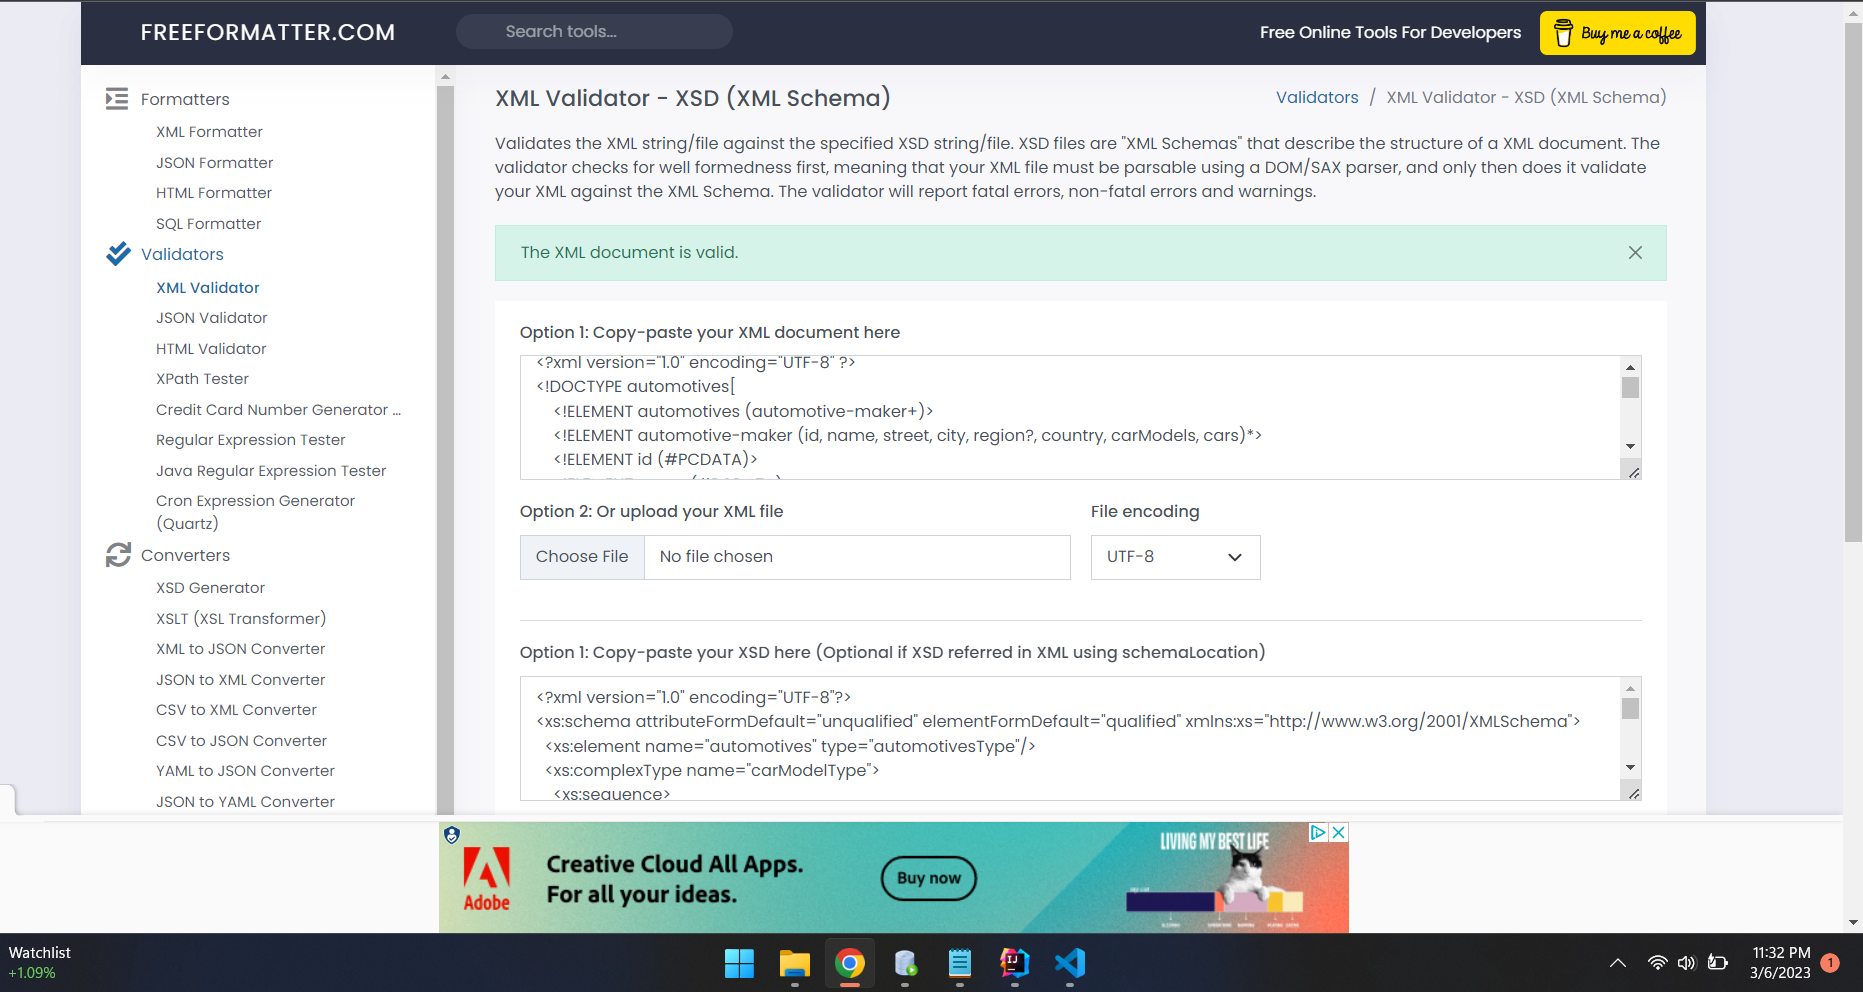 FREEFORMATTER.COM
Search tools...
Free Online Tools For Developers
Buy me a coffee
Formatters
XML Formatter
JSON Formatter
HTML Formatter
SQL Formatter
Validators
XML Validator
JSON Validator
HTML Validator
XPath Tester
Credit Card Number Generator ...
Regular Expression Tester
Java Regular Expression Tester
Cron Expression Generator
(Quartz)
Converters
XSD Generator
XSLT (XSL Transformer)
XML to JSON Converter
JSON to XML Converter
CSV to XML Converter
CSV to JSON Converter
YAML to JSON Converter
JSON to YAML Converter
XML Validator - XSD (XML Schema)
Validators / XML Validator - XSD (XML Schema)
Validates the XML string/file against the specified XSD string/file. XSD files are "XML Schemas" that describe the structure of a XML document. The
validator checks for well formedness first, meaning that your XML file must be parsable using a DOM/SAX parser, and only then does it validate
your XML against the XML Schema. The validator will report fatal errors, non-fatal errors and warnings.
The XML document is valid.
Option 1: Copy-paste your XML document here
<?xml version="1.0" encoding="UTF-8" ?>
<!DOCTYPE automotives[
<!ELEMENT automotives (automotive-maker+)>
<!ELEMENT automotive-maker (id, name, street, city, region?, country, carModels, cars)*>
<!ELEMENT id (#PCDATA)>
Option 2: Or upload your XML file
File encoding
Choose File
No file chosen
UTF-8
Option 1: Copy-paste your XSD here (Optional if XSD referred in XML using schemaLocation)
<?xml version="1.0" encoding="UTF-8"?>
<xs:schema attributeFormDefault="unqualified" elementFormDefault="qualified" xmlns:xs="http://www.w3.org/2001/XMLSchema">
<xs:element name="automotives" type="automotivesType"/>
<xs:complexType name="carModelType">
<xs:sequence>
Adobe
Creative Cloud All Apps.
For all your ideas.
Buy now
LIVING MY BEST LIFE
Watchlist
+1.09%
IJ
11:32 PM
3/6/2023
1